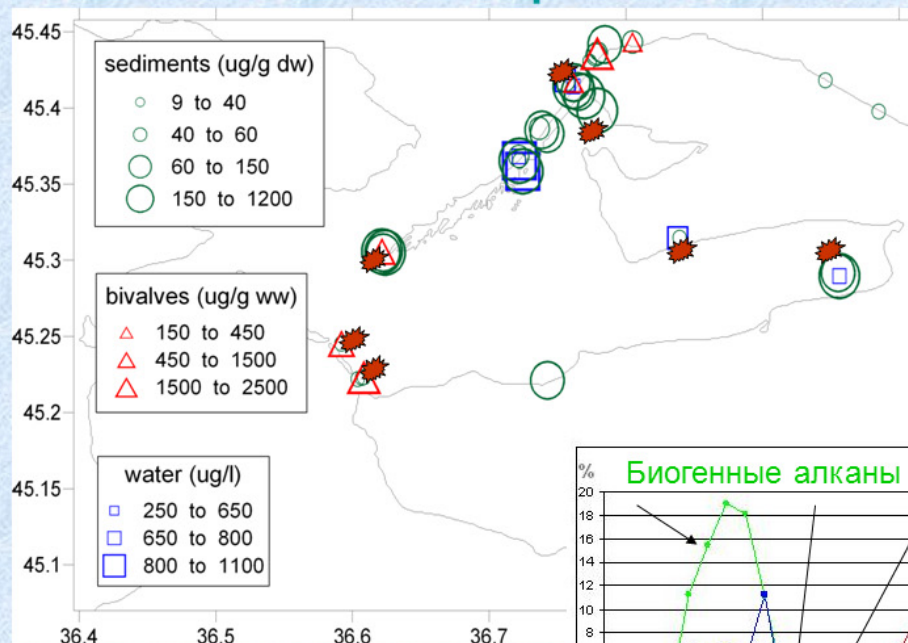 45.45
45.4
45.35
45.3
45.25
45.2
45.15
45.1
36.4
36.5
36.6
36.7
sediments (ug/g dw)
9 to 40
40 to 60
60 to 150
150 to 1200
bivalves (ug/g ww)
150 to 450
450 to 1500
1500 to 2500
water (ug/l)
250 to 650
650 to 800
800 to 1100
Биогенные алканы
%
20
18
16
14
12
10
8